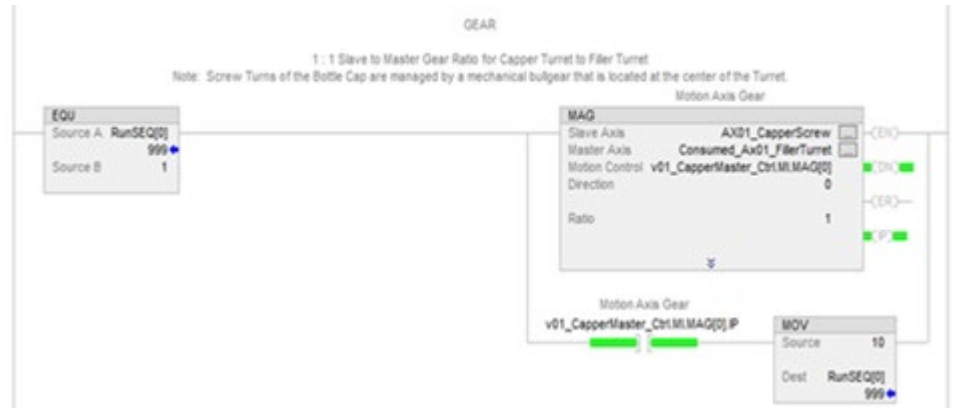 GEAR
1 : 1 Slave to Master Gear Ratio for Capper Turret to Filler Turret
Note: Screw Turns of the Bottle Cap are managed by a mechanical bullgear that is located at the center of the Turret.
Motion Axis Gear
EQU
Source A RunSEQ[0]
999
Source B 1
MAG
Slave Axis AX01_CapperScrew ...
Master Axis Consumed_Ax01_FillerTurret ...
Motion Control v01_CapperMaster_Ctrl.MI.MAG[0]
Direction 0
Ratio 1
(EN)
(DN)
(ER)
(IP)
Motion Axis Gear
v01_CapperMaster_Ctrl.MI.MAG[0].IP
MOV
Source 10
Dest RunSEQ[0]
999